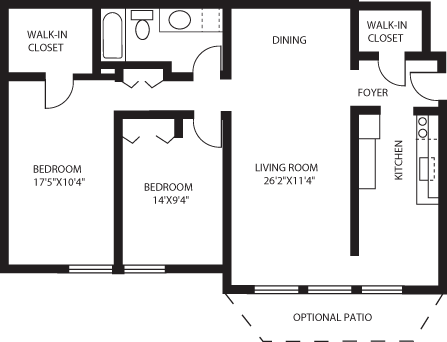 WALK-IN
CLOSET
DINING
WALK-IN
CLOSET
FOYER
KITCHEN
BEDROOM
17'5"X10'4"
BEDROOM
14'X9'4"
LIVING ROOM
26'2"X11'4"
OPTIONAL PATIO